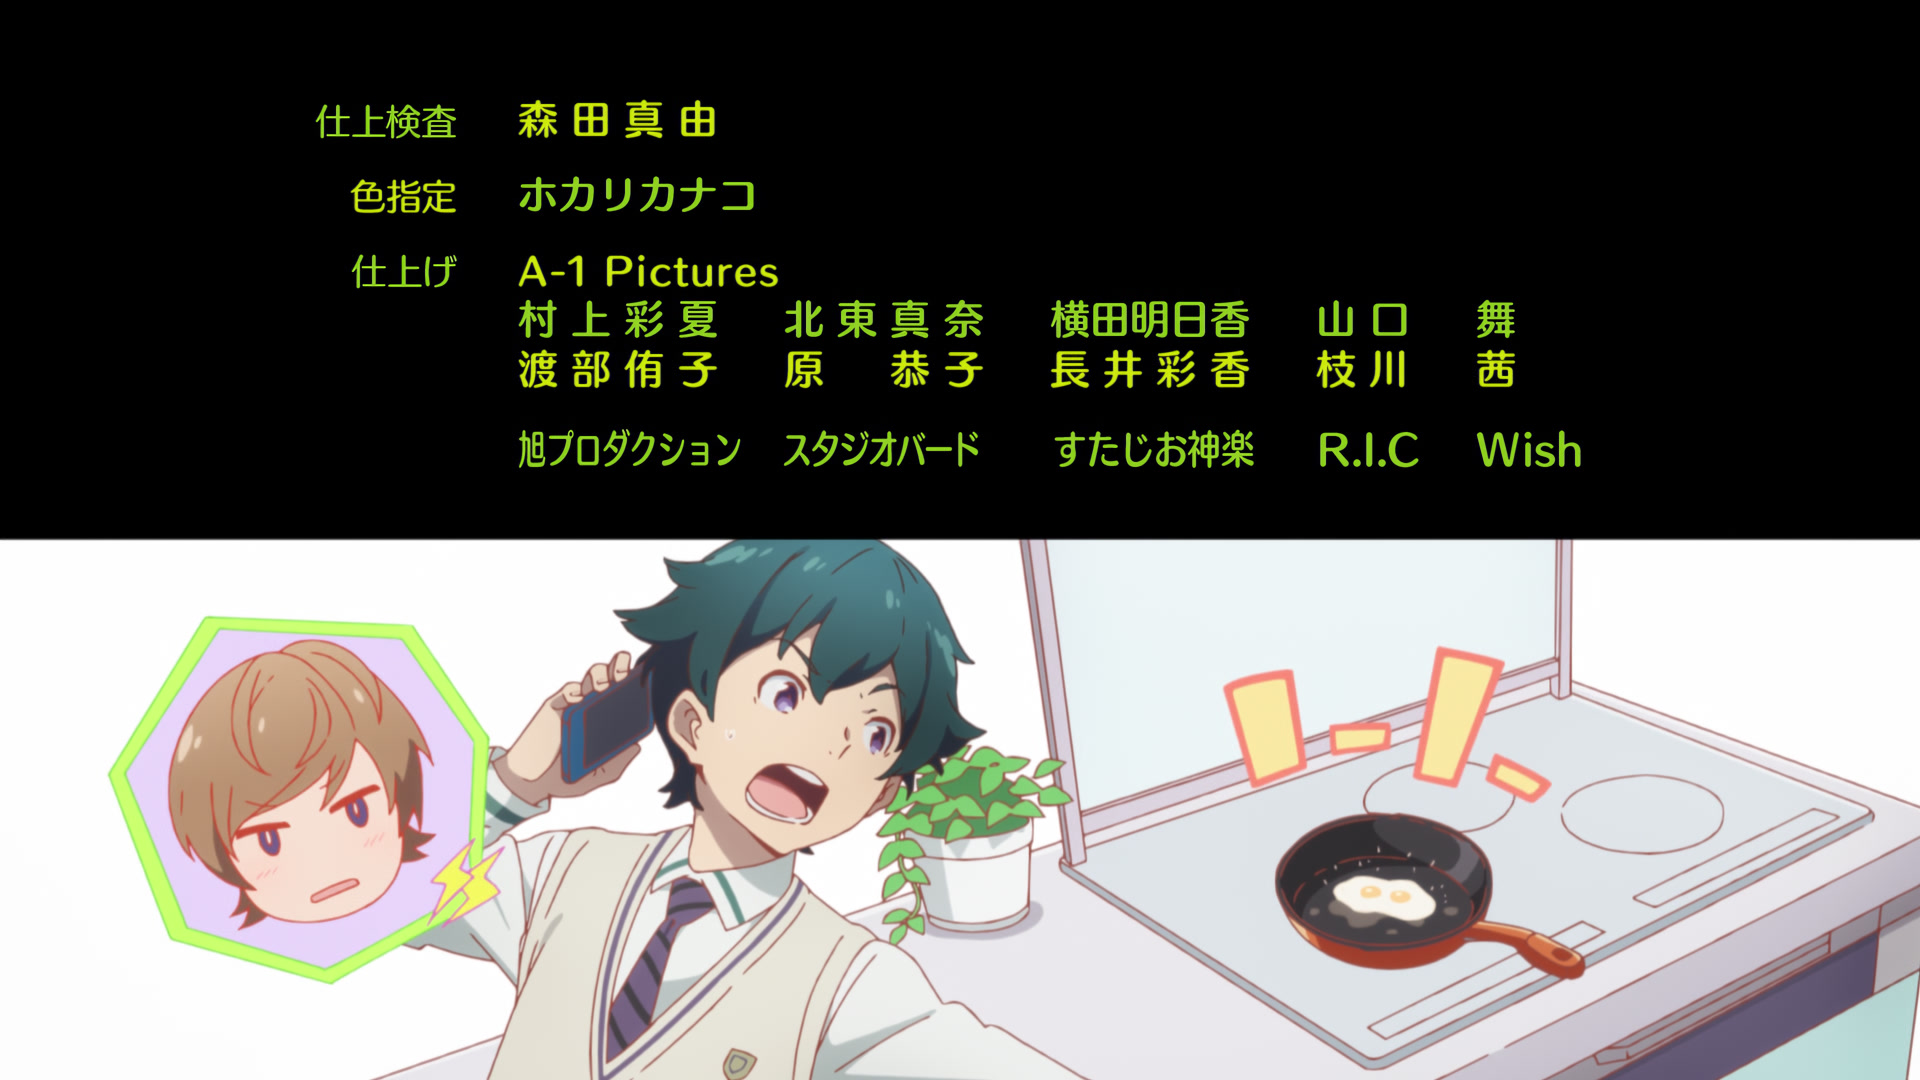 仕上検査 森田真由
色指定 ホカリカナコ
仕上げ A-1 Pictures
村上彩夏 北東真奈 横田明日香 山口 舞
渡部侑子 原 恭子 長井彩香 枝川 茜
旭プロダクション スタジオバード すたじお神楽 R.I.C Wish